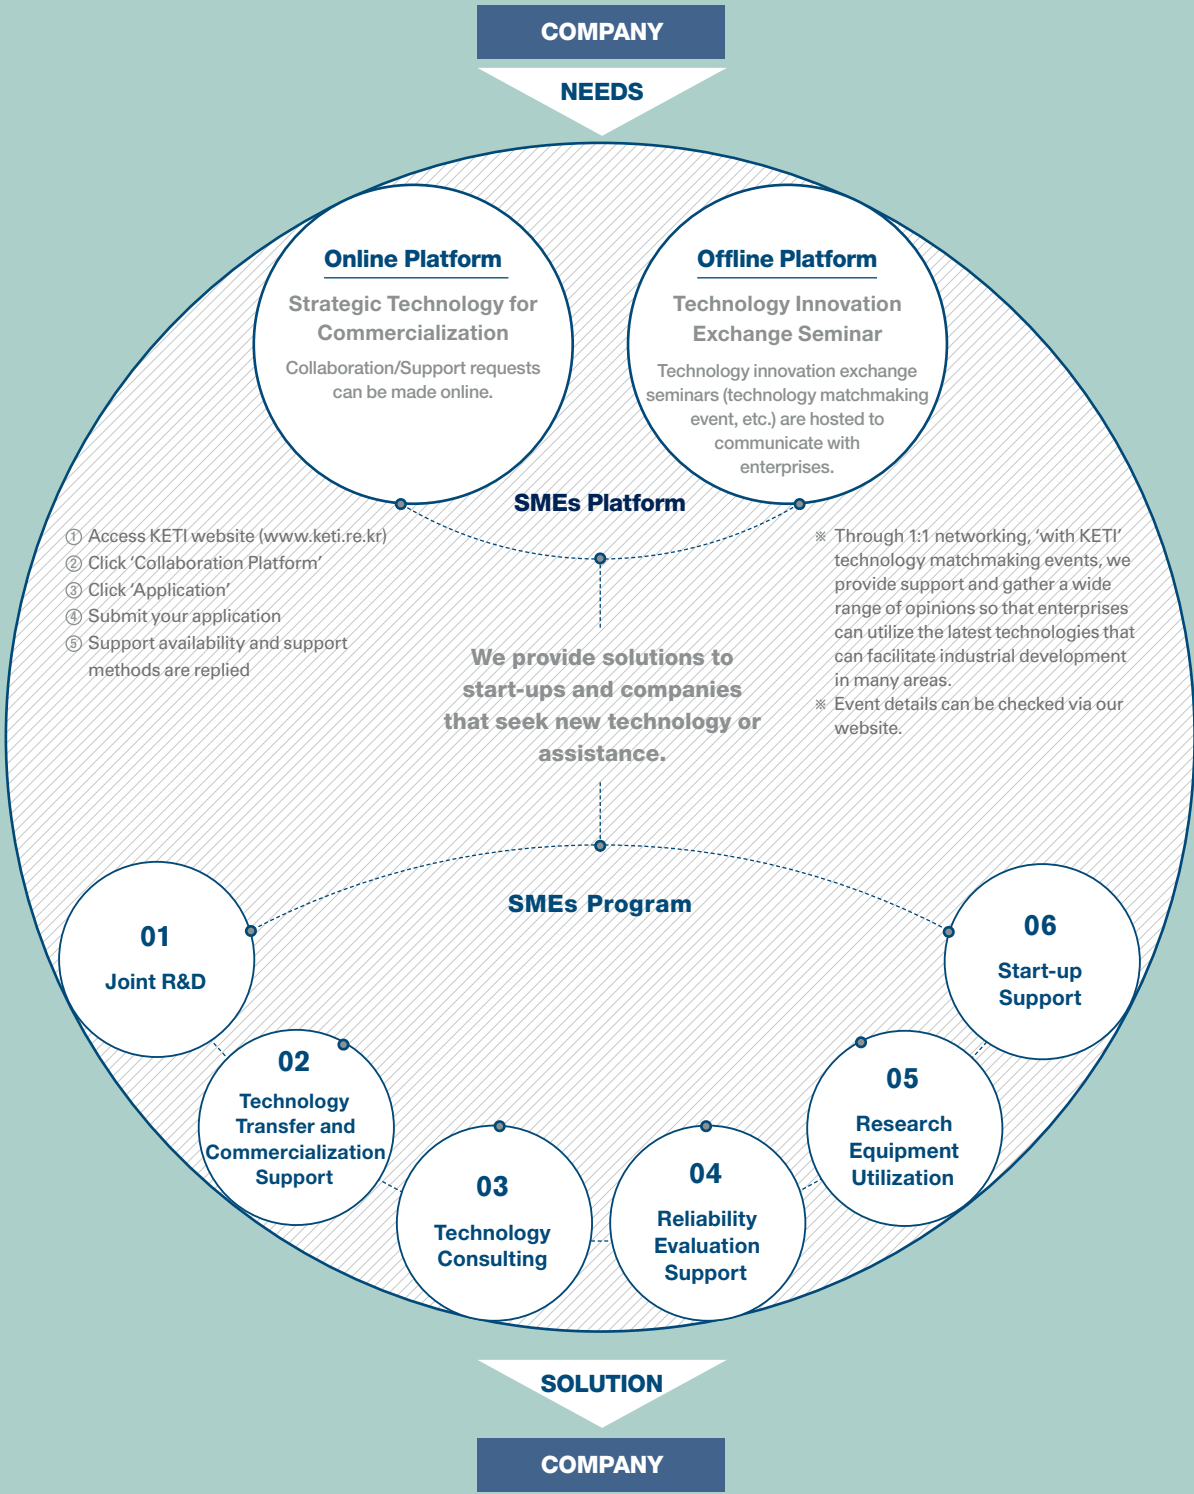 COMPANY
NEEDS
Online Platform
Strategic Technology for
Commercialization
Collaboration/Support requests
can be made online.
Offline Platform
Technology Innovation
Exchange Seminar
Technology innovation exchange
seminars (technology matchmaking
event, etc.) are hosted to
communicate with
enterprises.
SMEs Platform
① Access KETI website (www.keti.re.kr)
② Click ‘Collaboration Platform’
③ Click ‘Application’
④ Submit your application
⑤ Support availability and support
methods are replied
※ Through 1:1 networking, ‘with KETI’
technology matchmaking events, we
provide support and gather a wide
range of opinions so that enterprises
can utilize the latest technologies that
can facilitate industrial development
in many areas.
※ Event details can be checked via our
website.
We provide solutions to
start-ups and companies
that seek new technology or
assistance.
SMEs Program
01
Joint R&D
02
Technology
Transfer and
Commercialization
Support
03
Technology
Consulting
04
Reliability
Evaluation
Support
05
Research
Equipment
Utilization
06
Start-up
Support
SOLUTION
COMPANY